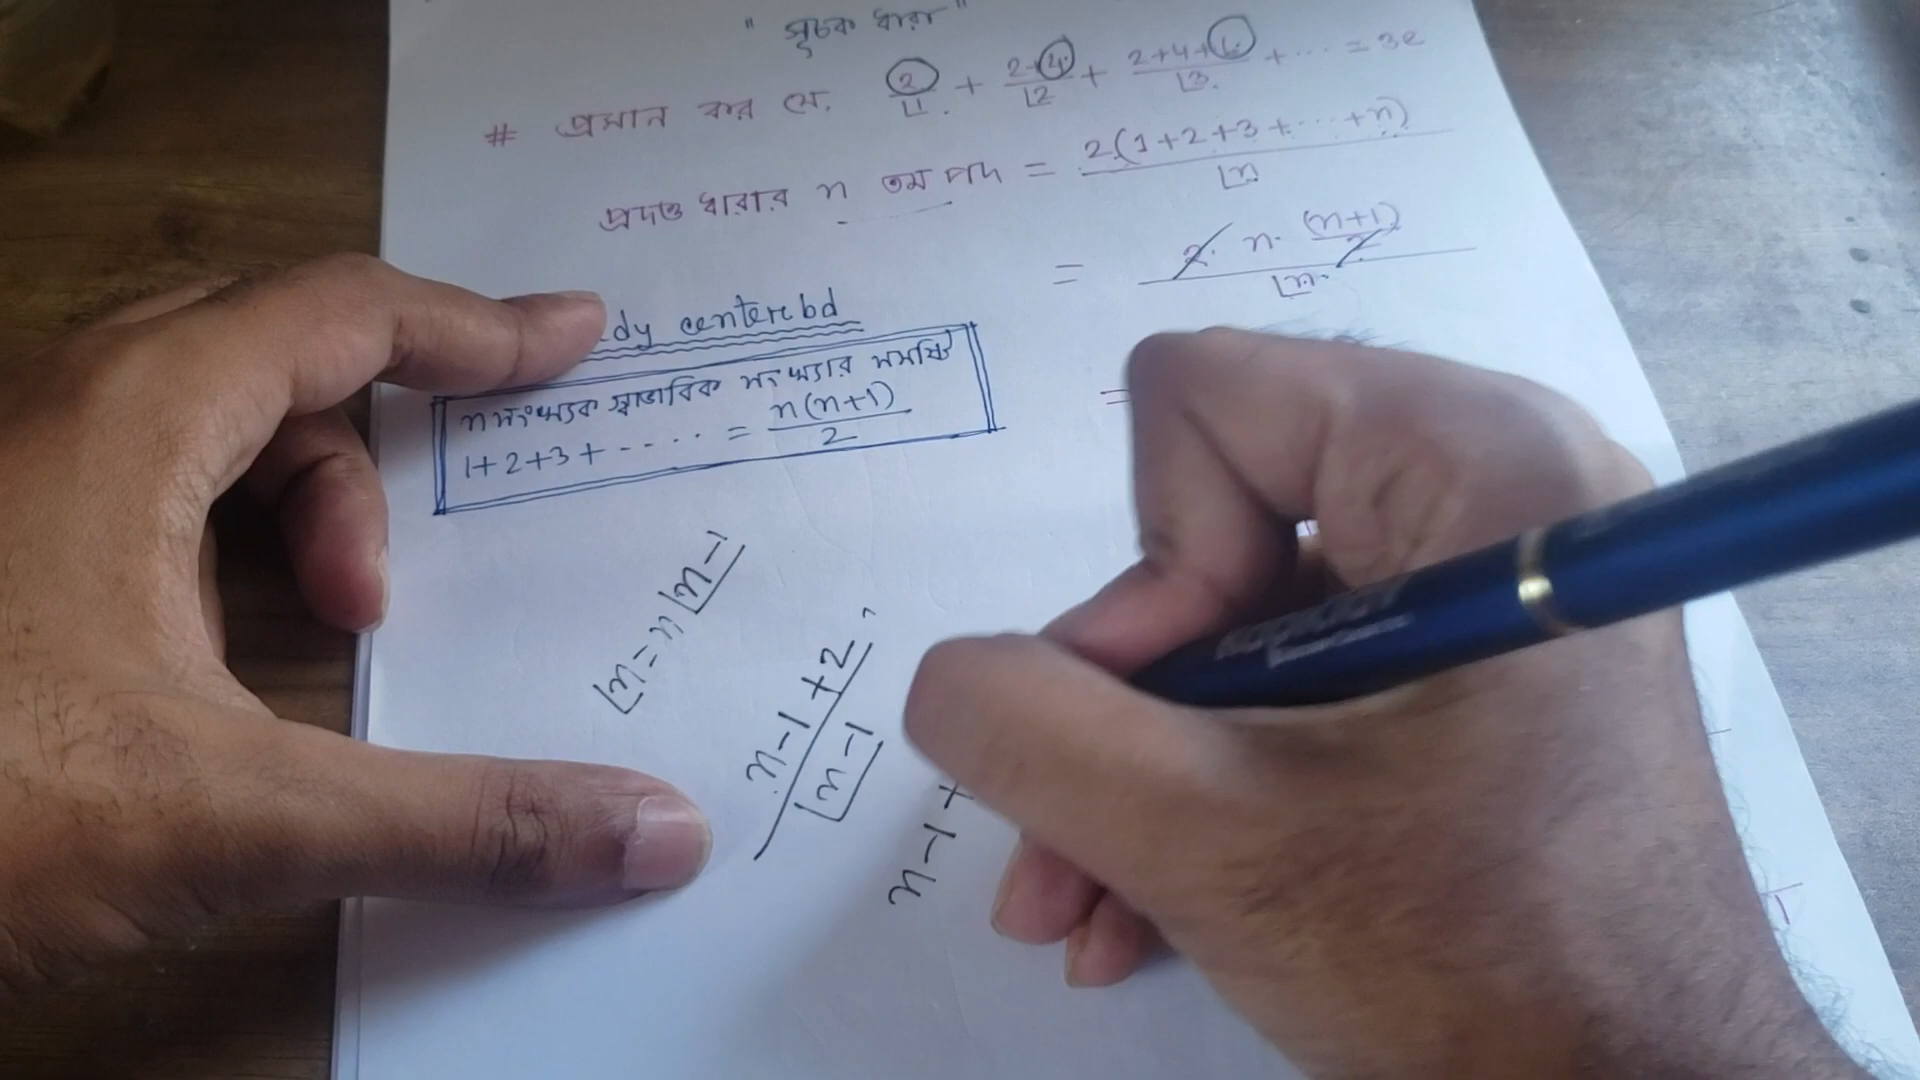 " সূচক ধারা "
# প্রমান কর যে. 2/⌊1. + 2+4/⌊2 + 2+4+6/⌊3. + ... = 3e
প্রদত্ত ধারার n তম পদ = 2(1+2+3+...+n)/⌊n
= 2. n. (n+1)/2/⌊n.
=
dy centerbd
n সংখ্যক স্বাভাবিক সংখ্যার সমষ্টি
1+2+3+ - - . . . = n(n+1)/2
⌊n = n⌊n-1
n-1+2/⌊n-1
n-1+